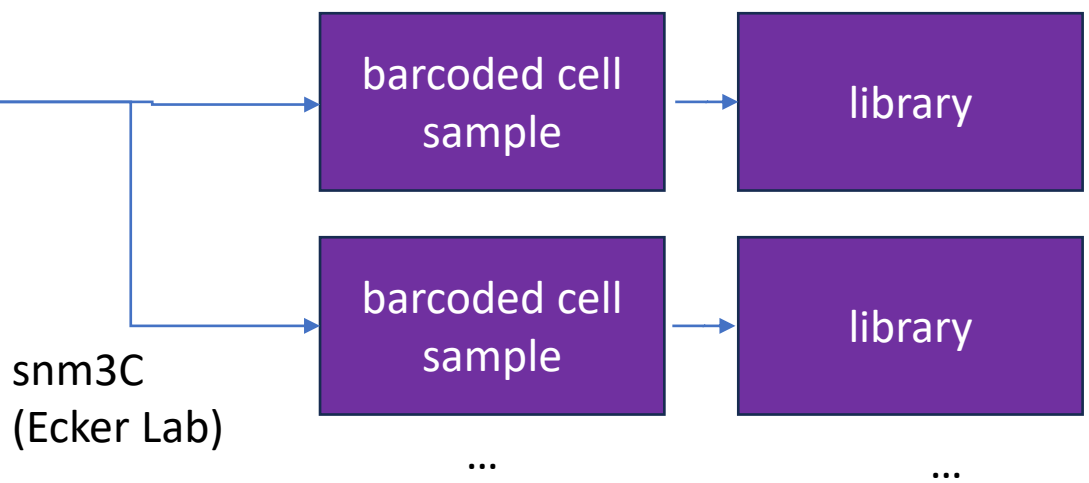 barcoded cell
sample
library
barcoded cell
sample
library
snm3C
(Ecker Lab)
...
...